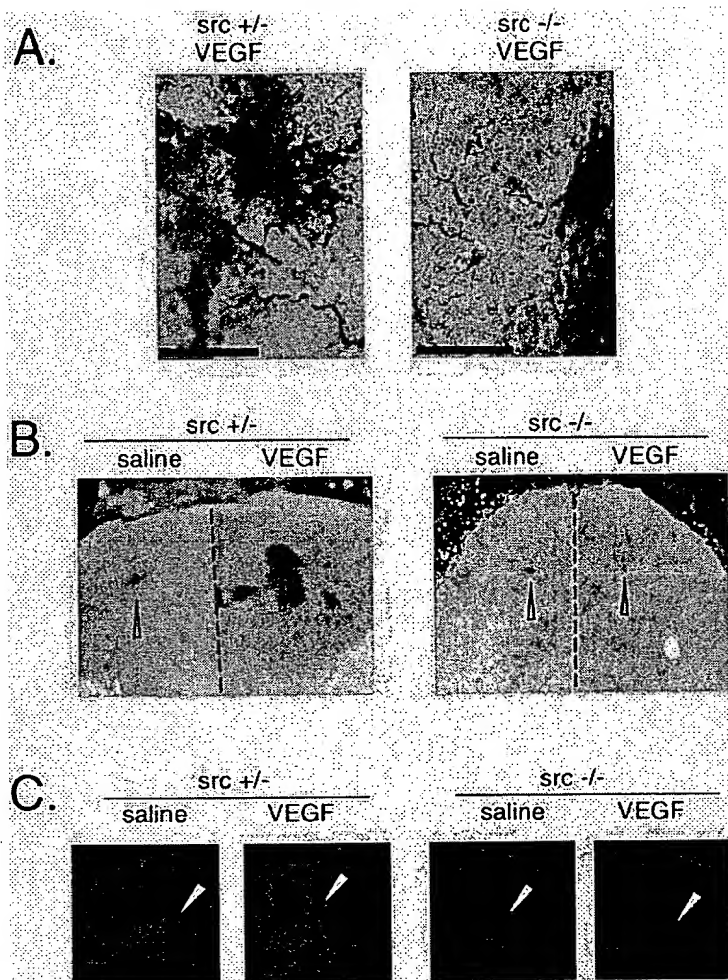 A.
src +/-
VEGF
src -/-
VEGF
B.
src +/-
saline VEGF
src -/-
saline VEGF
C.
src +/-
saline VEGF
src -/-
saline VEGF